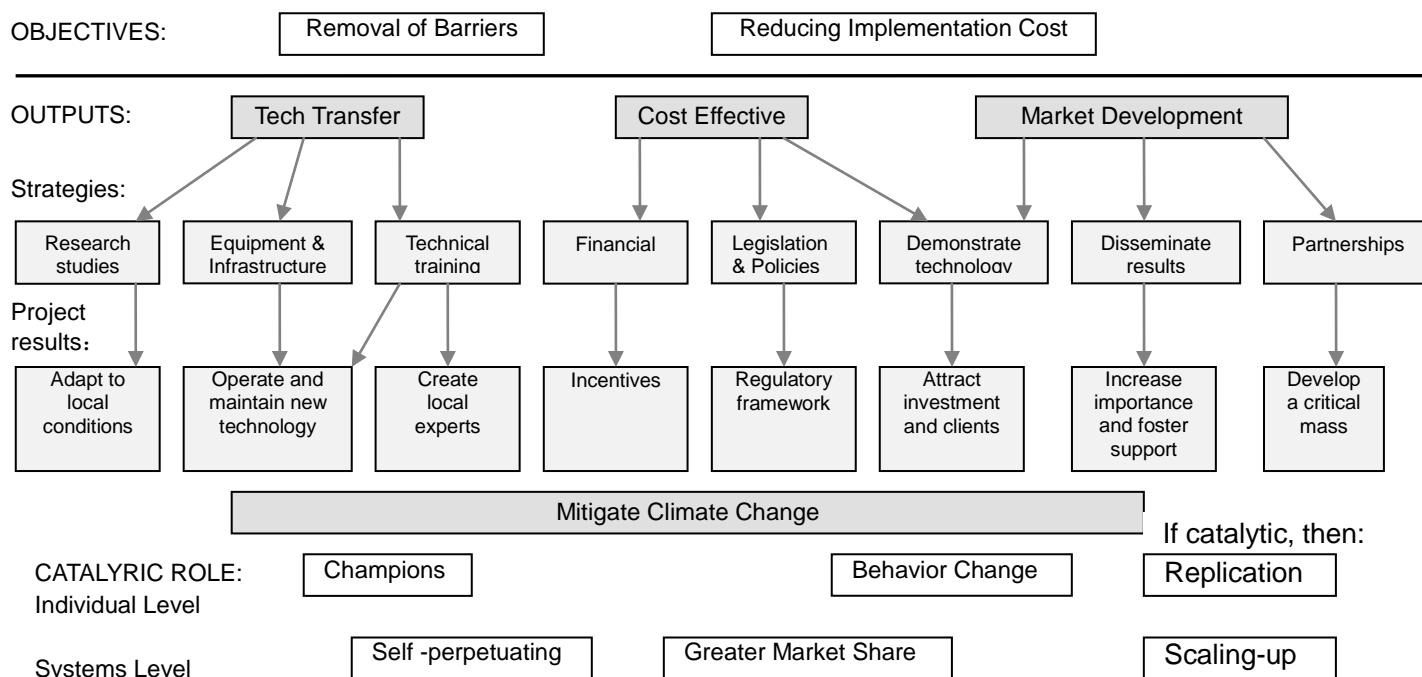 OBJECTIVES:
Removal of Barriers
Reducing Implementation Cost
OUTPUTS:
Tech Transfer
Cost Effective
Market Development
Strategies:
Research
studies
Equipment &
Infrastructure
Technical
training
Financial
Legislation
& Policies
Demonstrate
technology
Disseminate
results
Partnerships
Project
results:
Adapt to
local
conditions
Operate and
maintain new
technology
Create
local
experts
Incentives
Regulatory
framework
Attract
investment
and clients
Increase
importance
and foster
support
Develop
a critical
mass
Mitigate Climate Change
If catalytic, then:
CATALYRIC ROLE:
Individual Level
Champions
Behavior Change
Replication
Systems Level
Self -perpetuating
Greater Market Share
Scaling-up